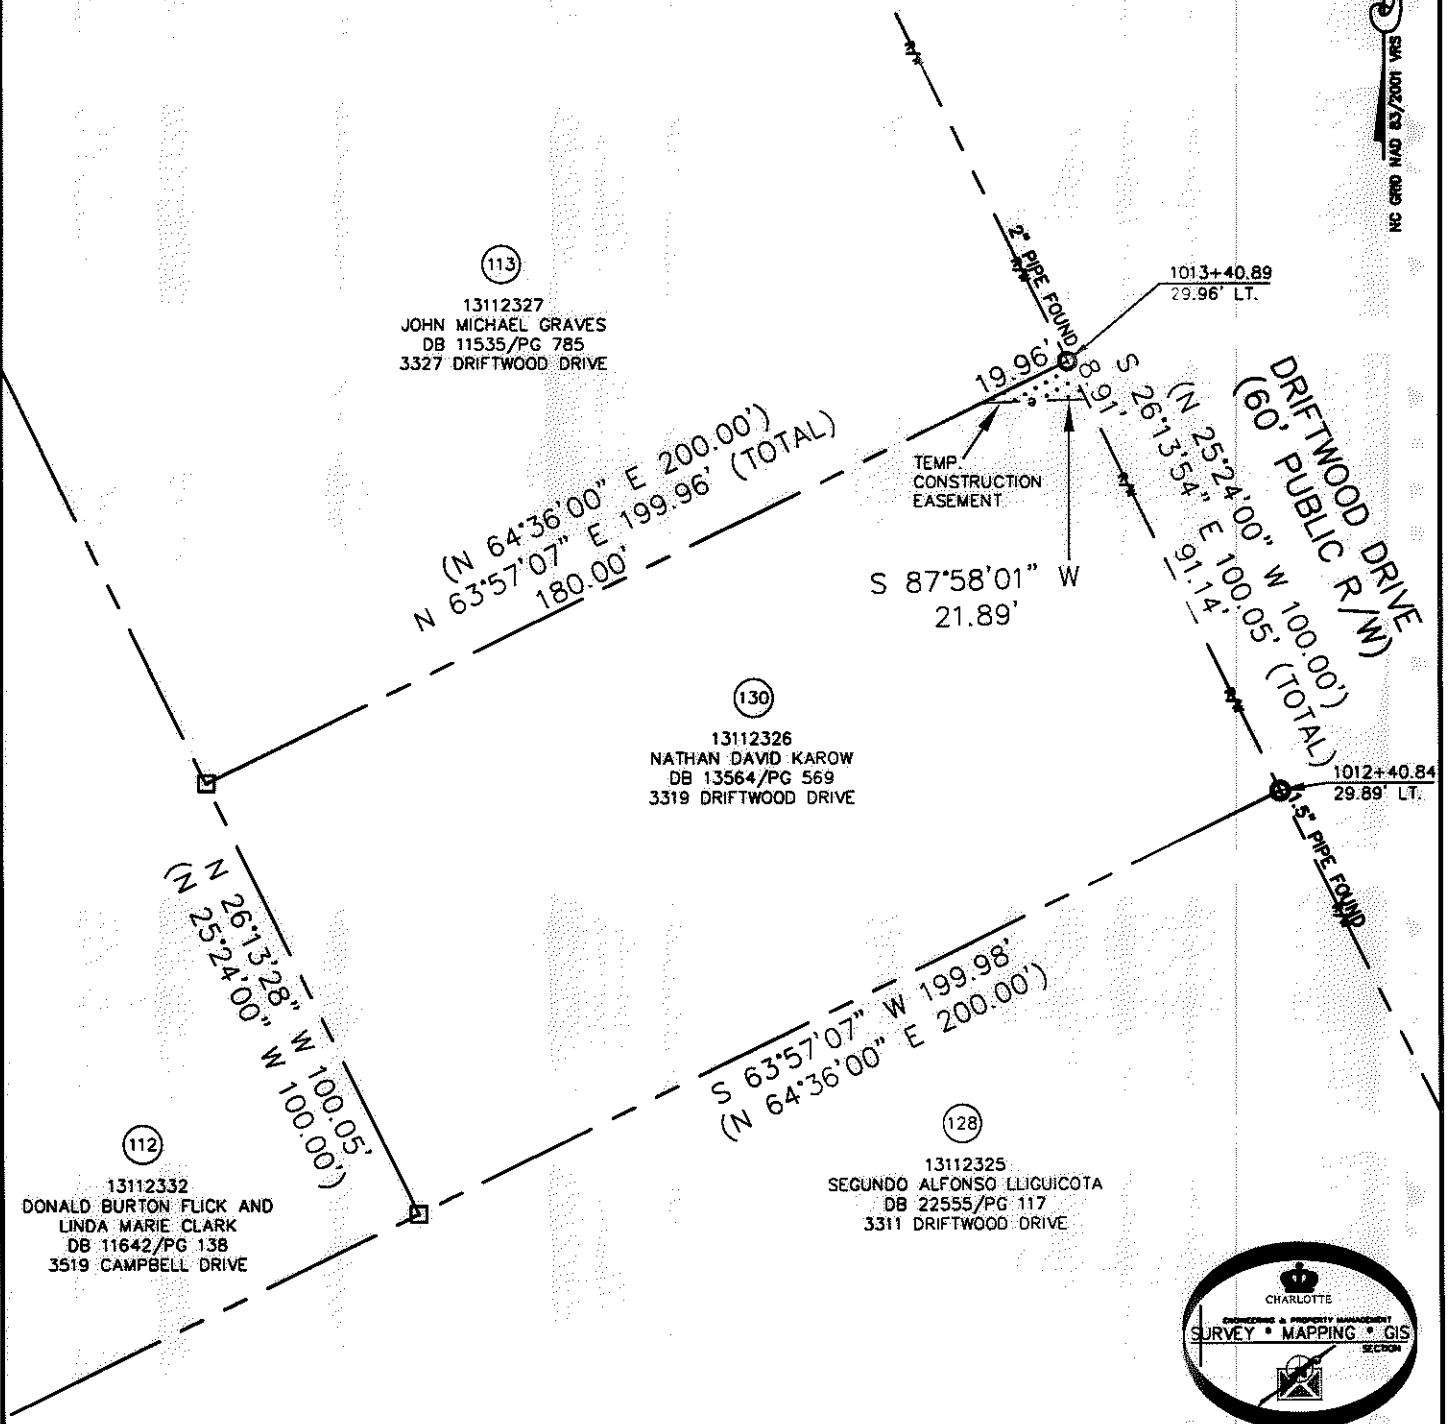 NC GRID NAD 83/2001 VRS
R/W
2" PIPE FOUND
R/W
1013+40.89
29.96' LT.
113
13112327
JOHN MICHAEL GRAVES
DB 11535/PG 785
3327 DRIFTWOOD DRIVE
19.96'
8.91'
S 26°13'54" E 100.05' (TOTAL)
(N 25°24'00" W 100.00')
91.14'
DRIFTWOOD DRIVE
(60' PUBLIC R/W)
R/W
e
TEMP.
CONSTRUCTION
EASEMENT
(N 64°36'00" E 200.00')
N 63°57'07" E 199.96' (TOTAL)
180.00'
S 87°58'01" W
21.89'
130
13112326
NATHAN DAVID KAROW
DB 13564/PG 569
3319 DRIFTWOOD DRIVE
R/W
1012+40.84
29.89' LT.
1.5" PIPE FOUND
R/W
N 26°13'28" W 100.05'
(N 25°24'00" W 100.00')
S 63°57'07" W 199.98'
(N 64°36'00" E 200.00')
112
13112332
DONALD BURTON FLICK AND
LINDA MARIE CLARK
DB 11642/PG 138
3519 CAMPBELL DRIVE
128
13112325
SEGUNDO ALFONSO LLIGUICOTA
DB 22555/PG 117
3311 DRIFTWOOD DRIVE
CHARLOTTE
ENGINEERING & PROPERTY MANAGEMENT
SURVEY * MAPPING * GIS
SECTION